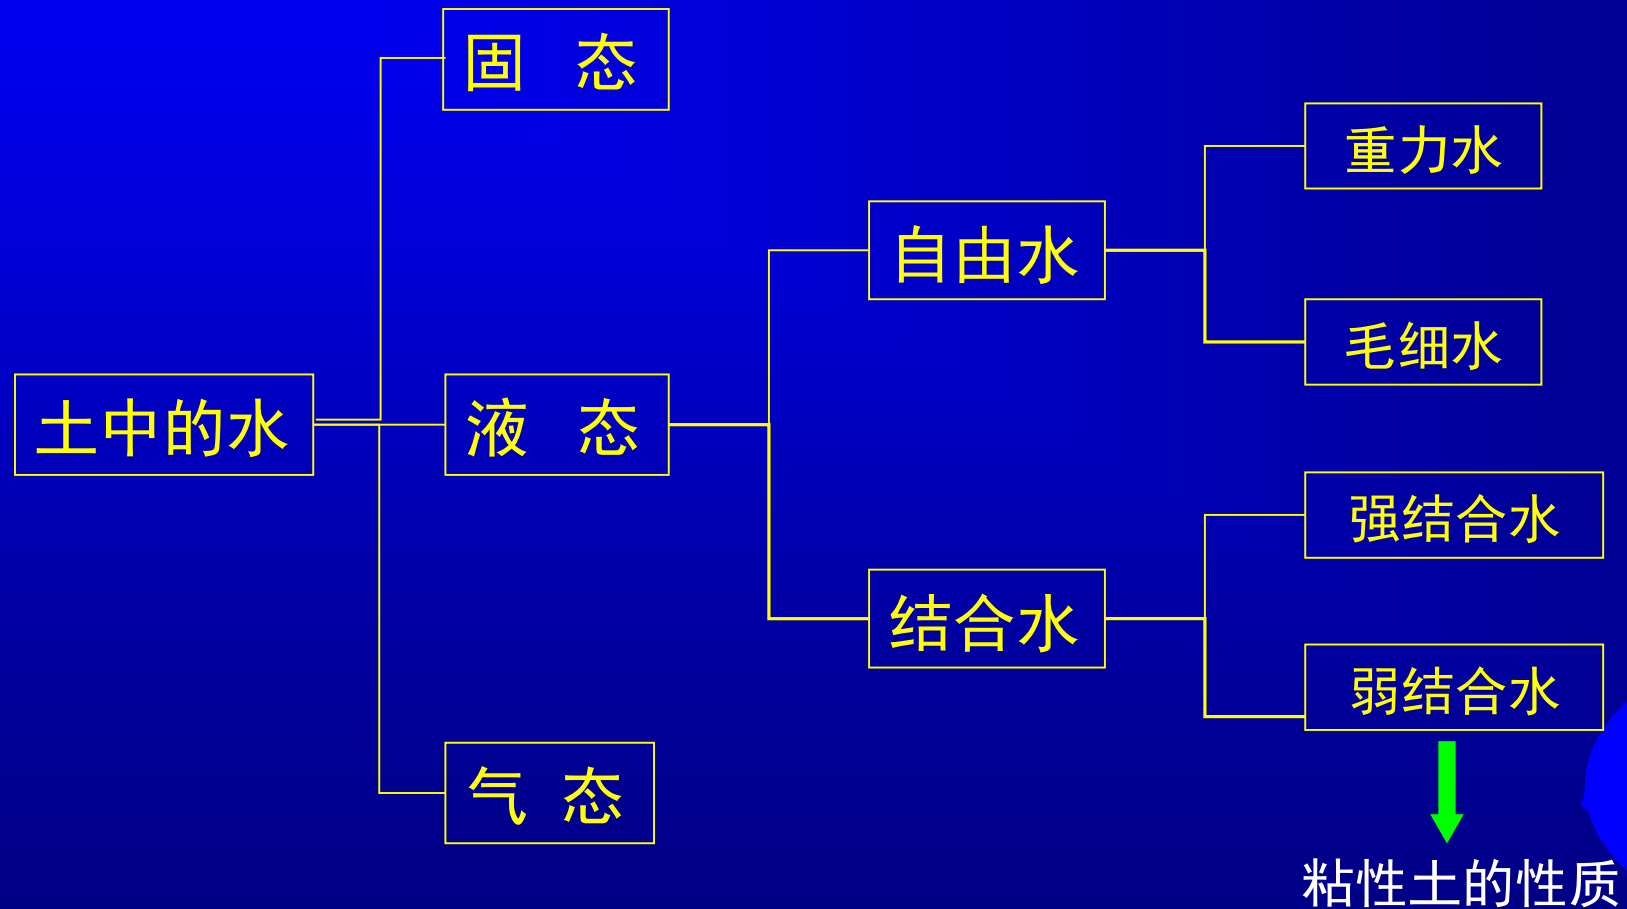 土中的水
固 态
液 态
气 态
自由水
结合水
重力水
毛细水
强结合水
弱结合水
粘性土的性质